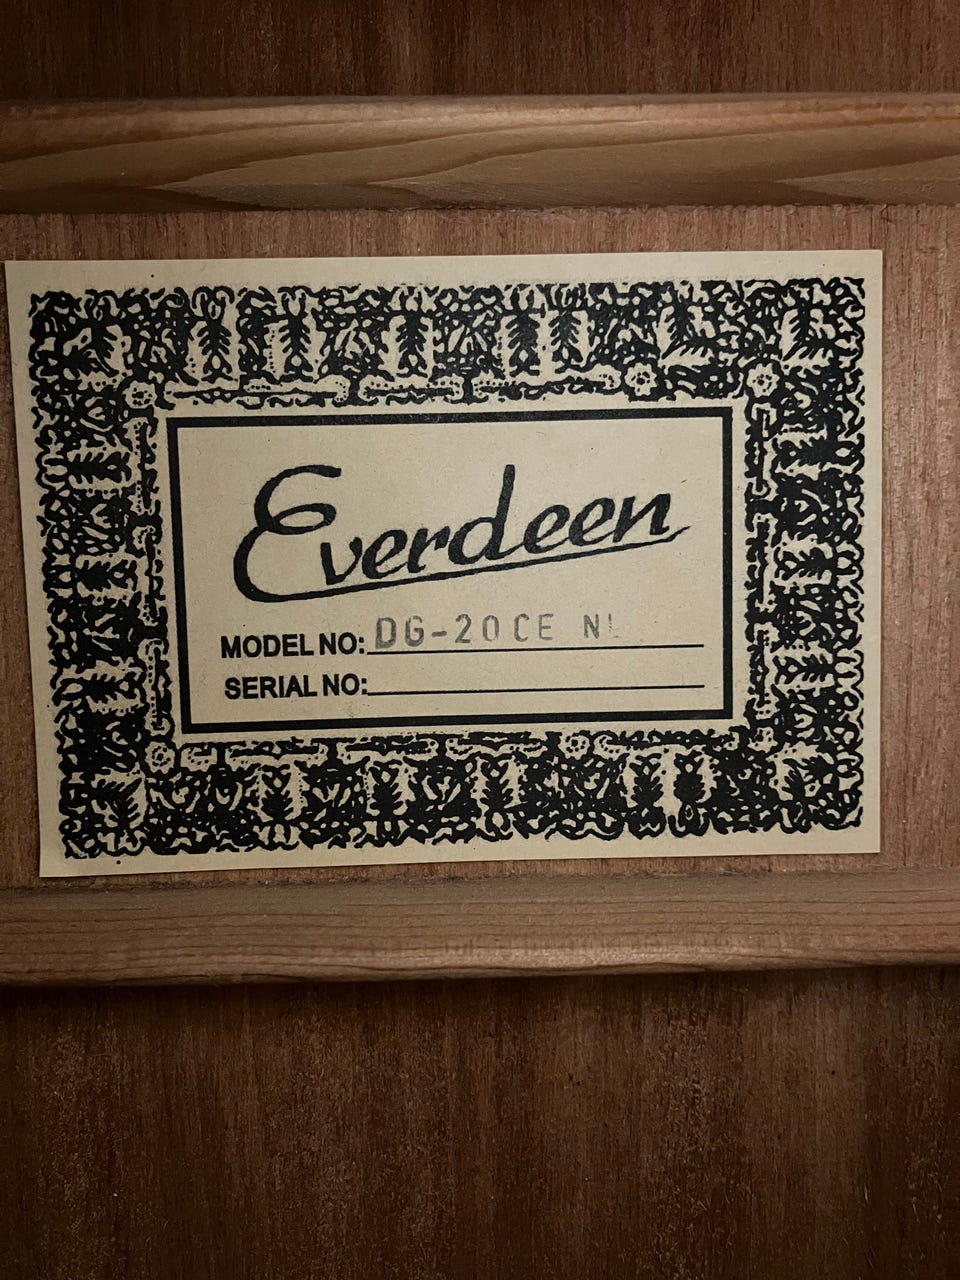 Everdeen
MODEL NO: DG-20CE
SERIAL NO: